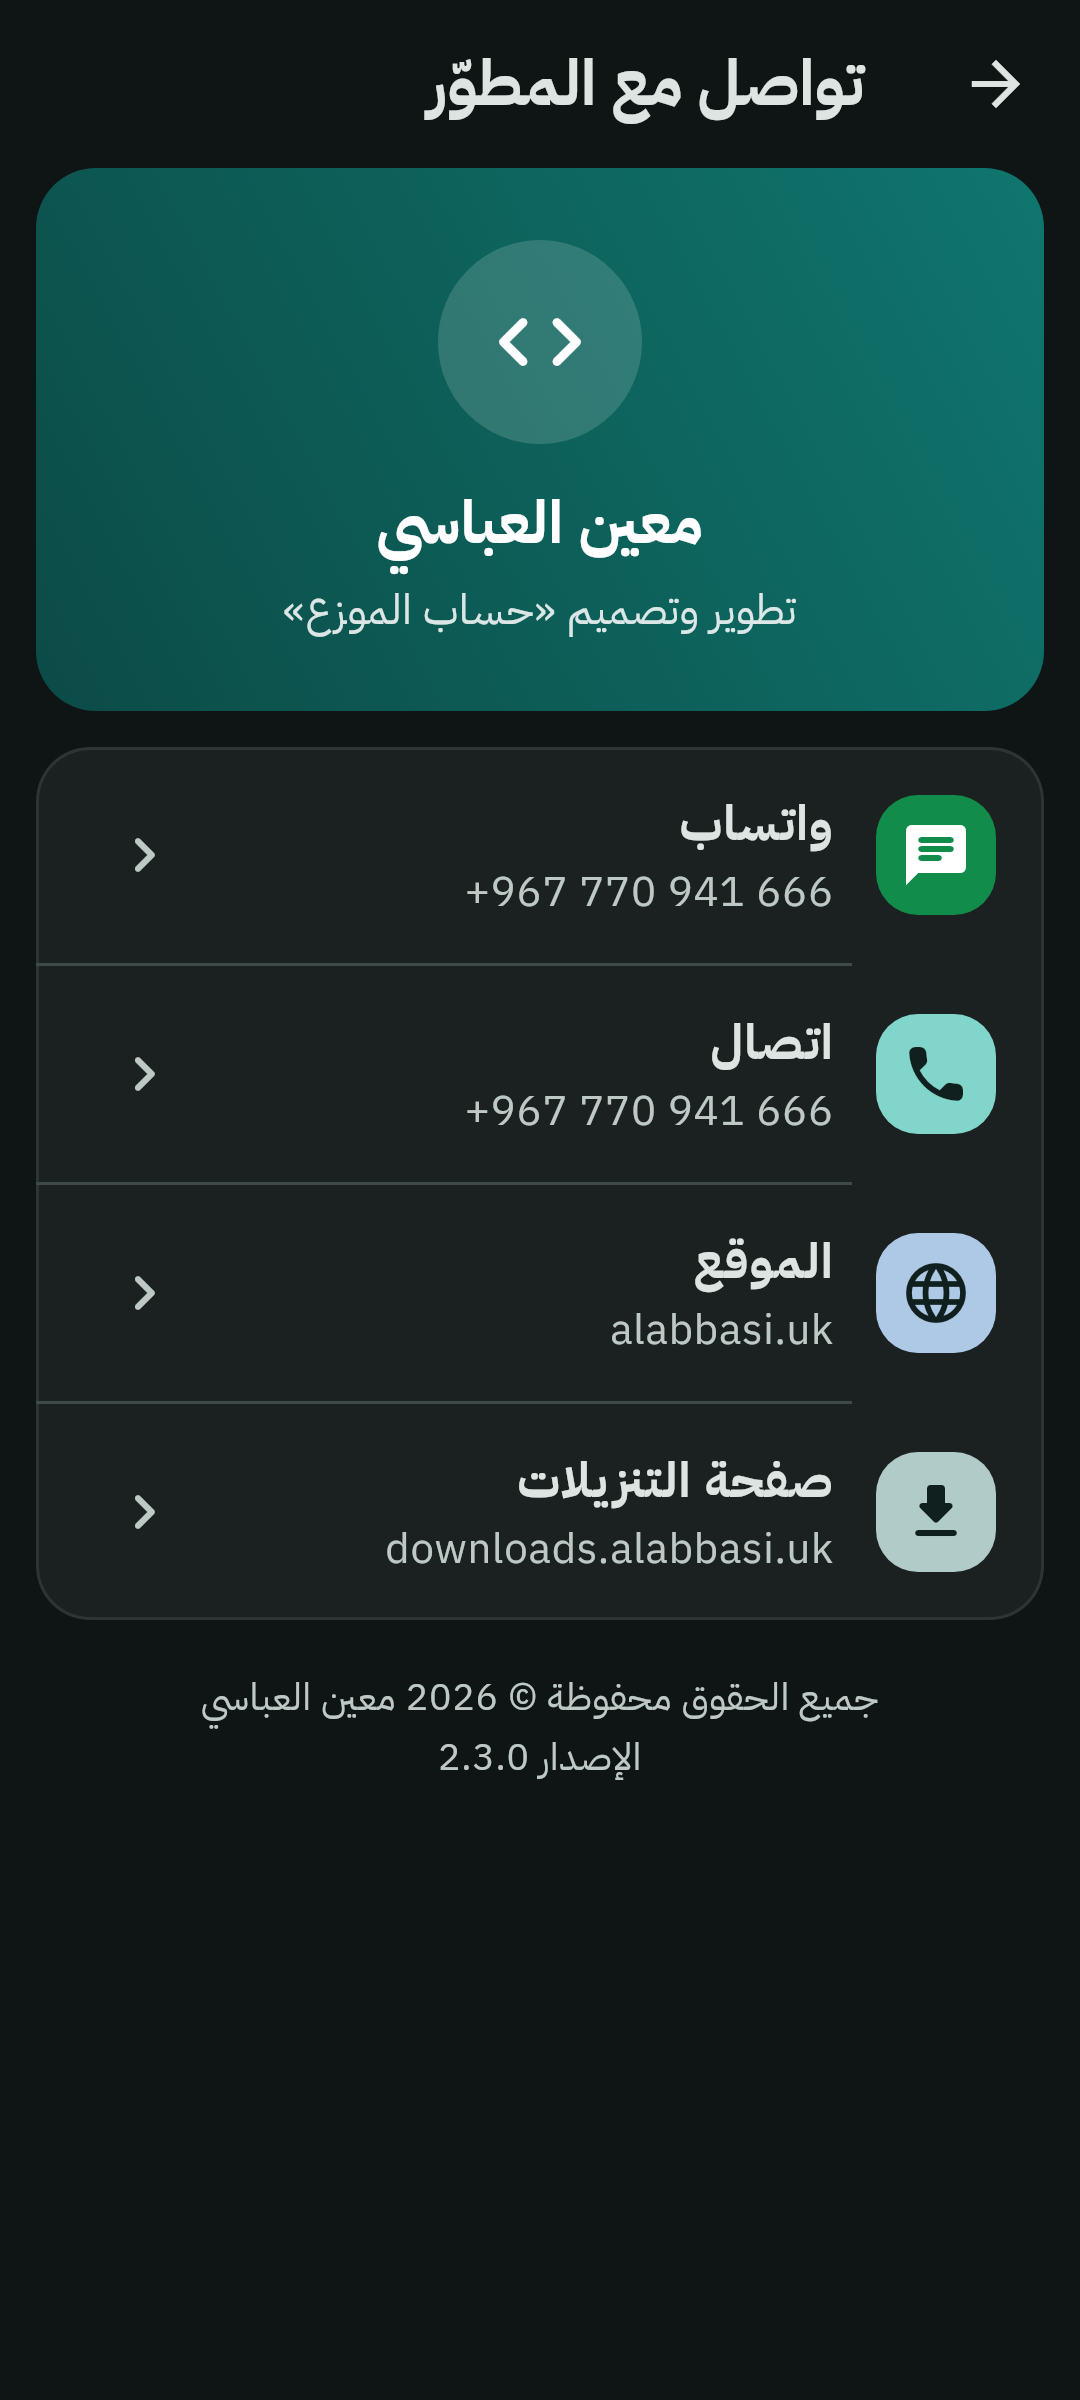 تواصل مع المطوّر
معين العباسي
تطوير وتصميم «حساب الموزع»
واتساب
+967 770 941 666
اتصال
+967 770 941 666
الموقع
alabbasi.uk
صفحة التنزيلات
downloads.alabbasi.uk
جميع الحقوق محفوظة © 2026 معين العباسي
الإصدار 2.3.0